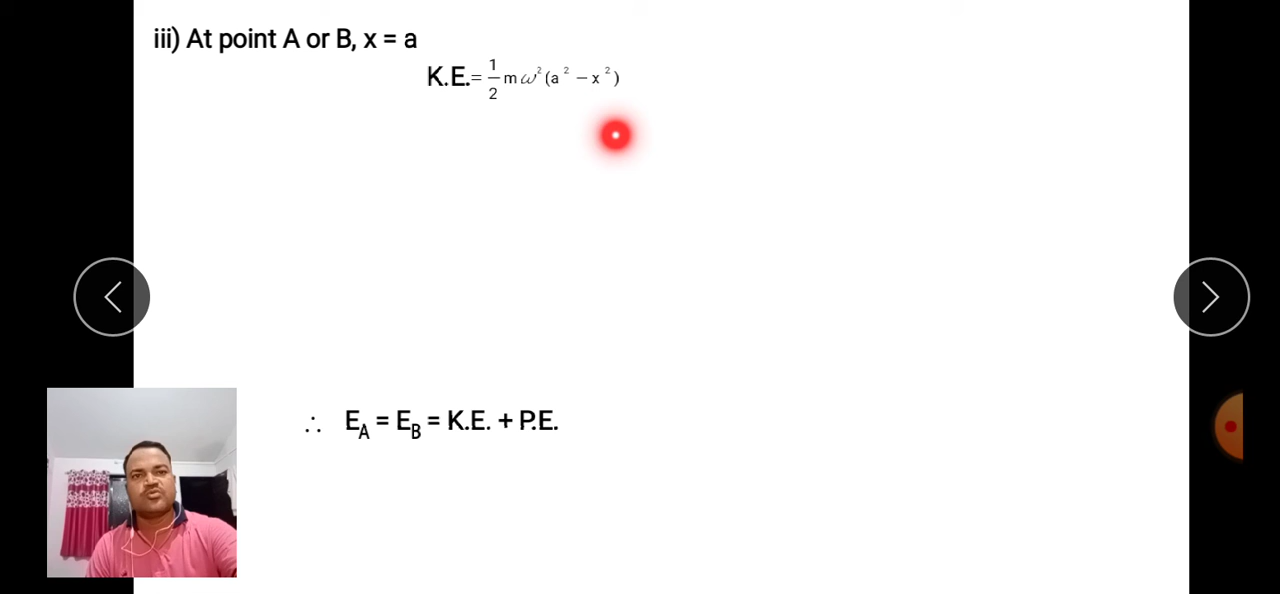 iii) At point A or B, x = a
K.E.= 1/2 m ω² (a² − x²)
∴ E_A = E_B = K.E. + P.E.